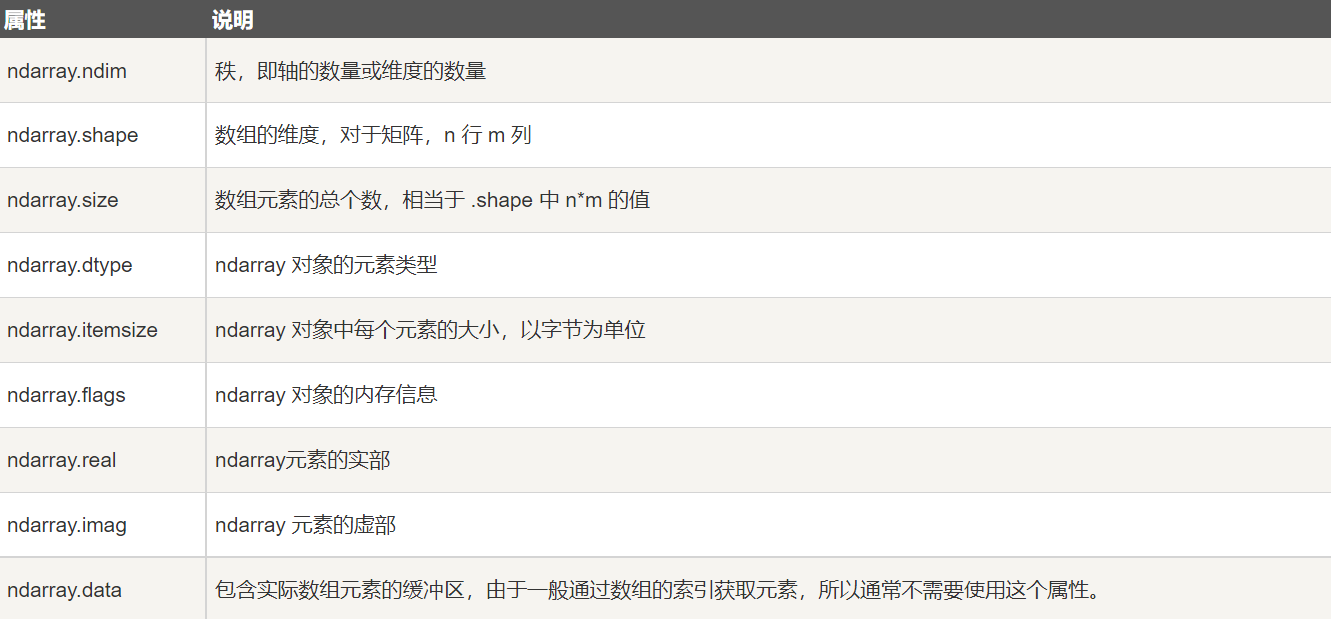 属性 说明
ndarray.ndim 秩，即轴的数量或维度的数量
ndarray.shape 数组的维度，对于矩阵，n 行 m 列
ndarray.size 数组元素的总个数，相当于 .shape 中 n*m 的值
ndarray.dtype ndarray 对象的元素类型
ndarray.itemsize ndarray 对象中每个元素的大小，以字节为单位
ndarray.flags ndarray 对象的内存信息
ndarray.real ndarray元素的实部
ndarray.imag ndarray 元素的虚部
ndarray.data 包含实际数组元素的缓冲区，由于一般通过数组的索引获取元素，所以通常不需要使用这个属性。